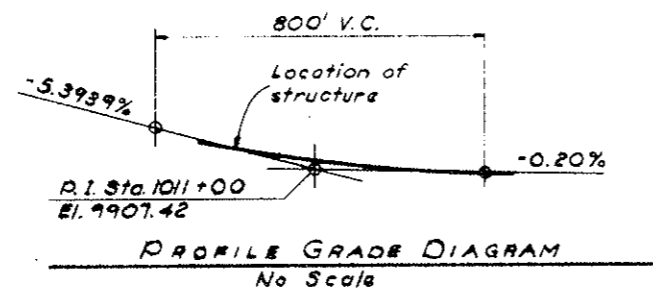 800' V.C.
Location of
structure
-5.3939%
-0.20%
P.I. Sta. 1011+00
El. 9907.42
PROFILE GRADE DIAGRAM
No Scale